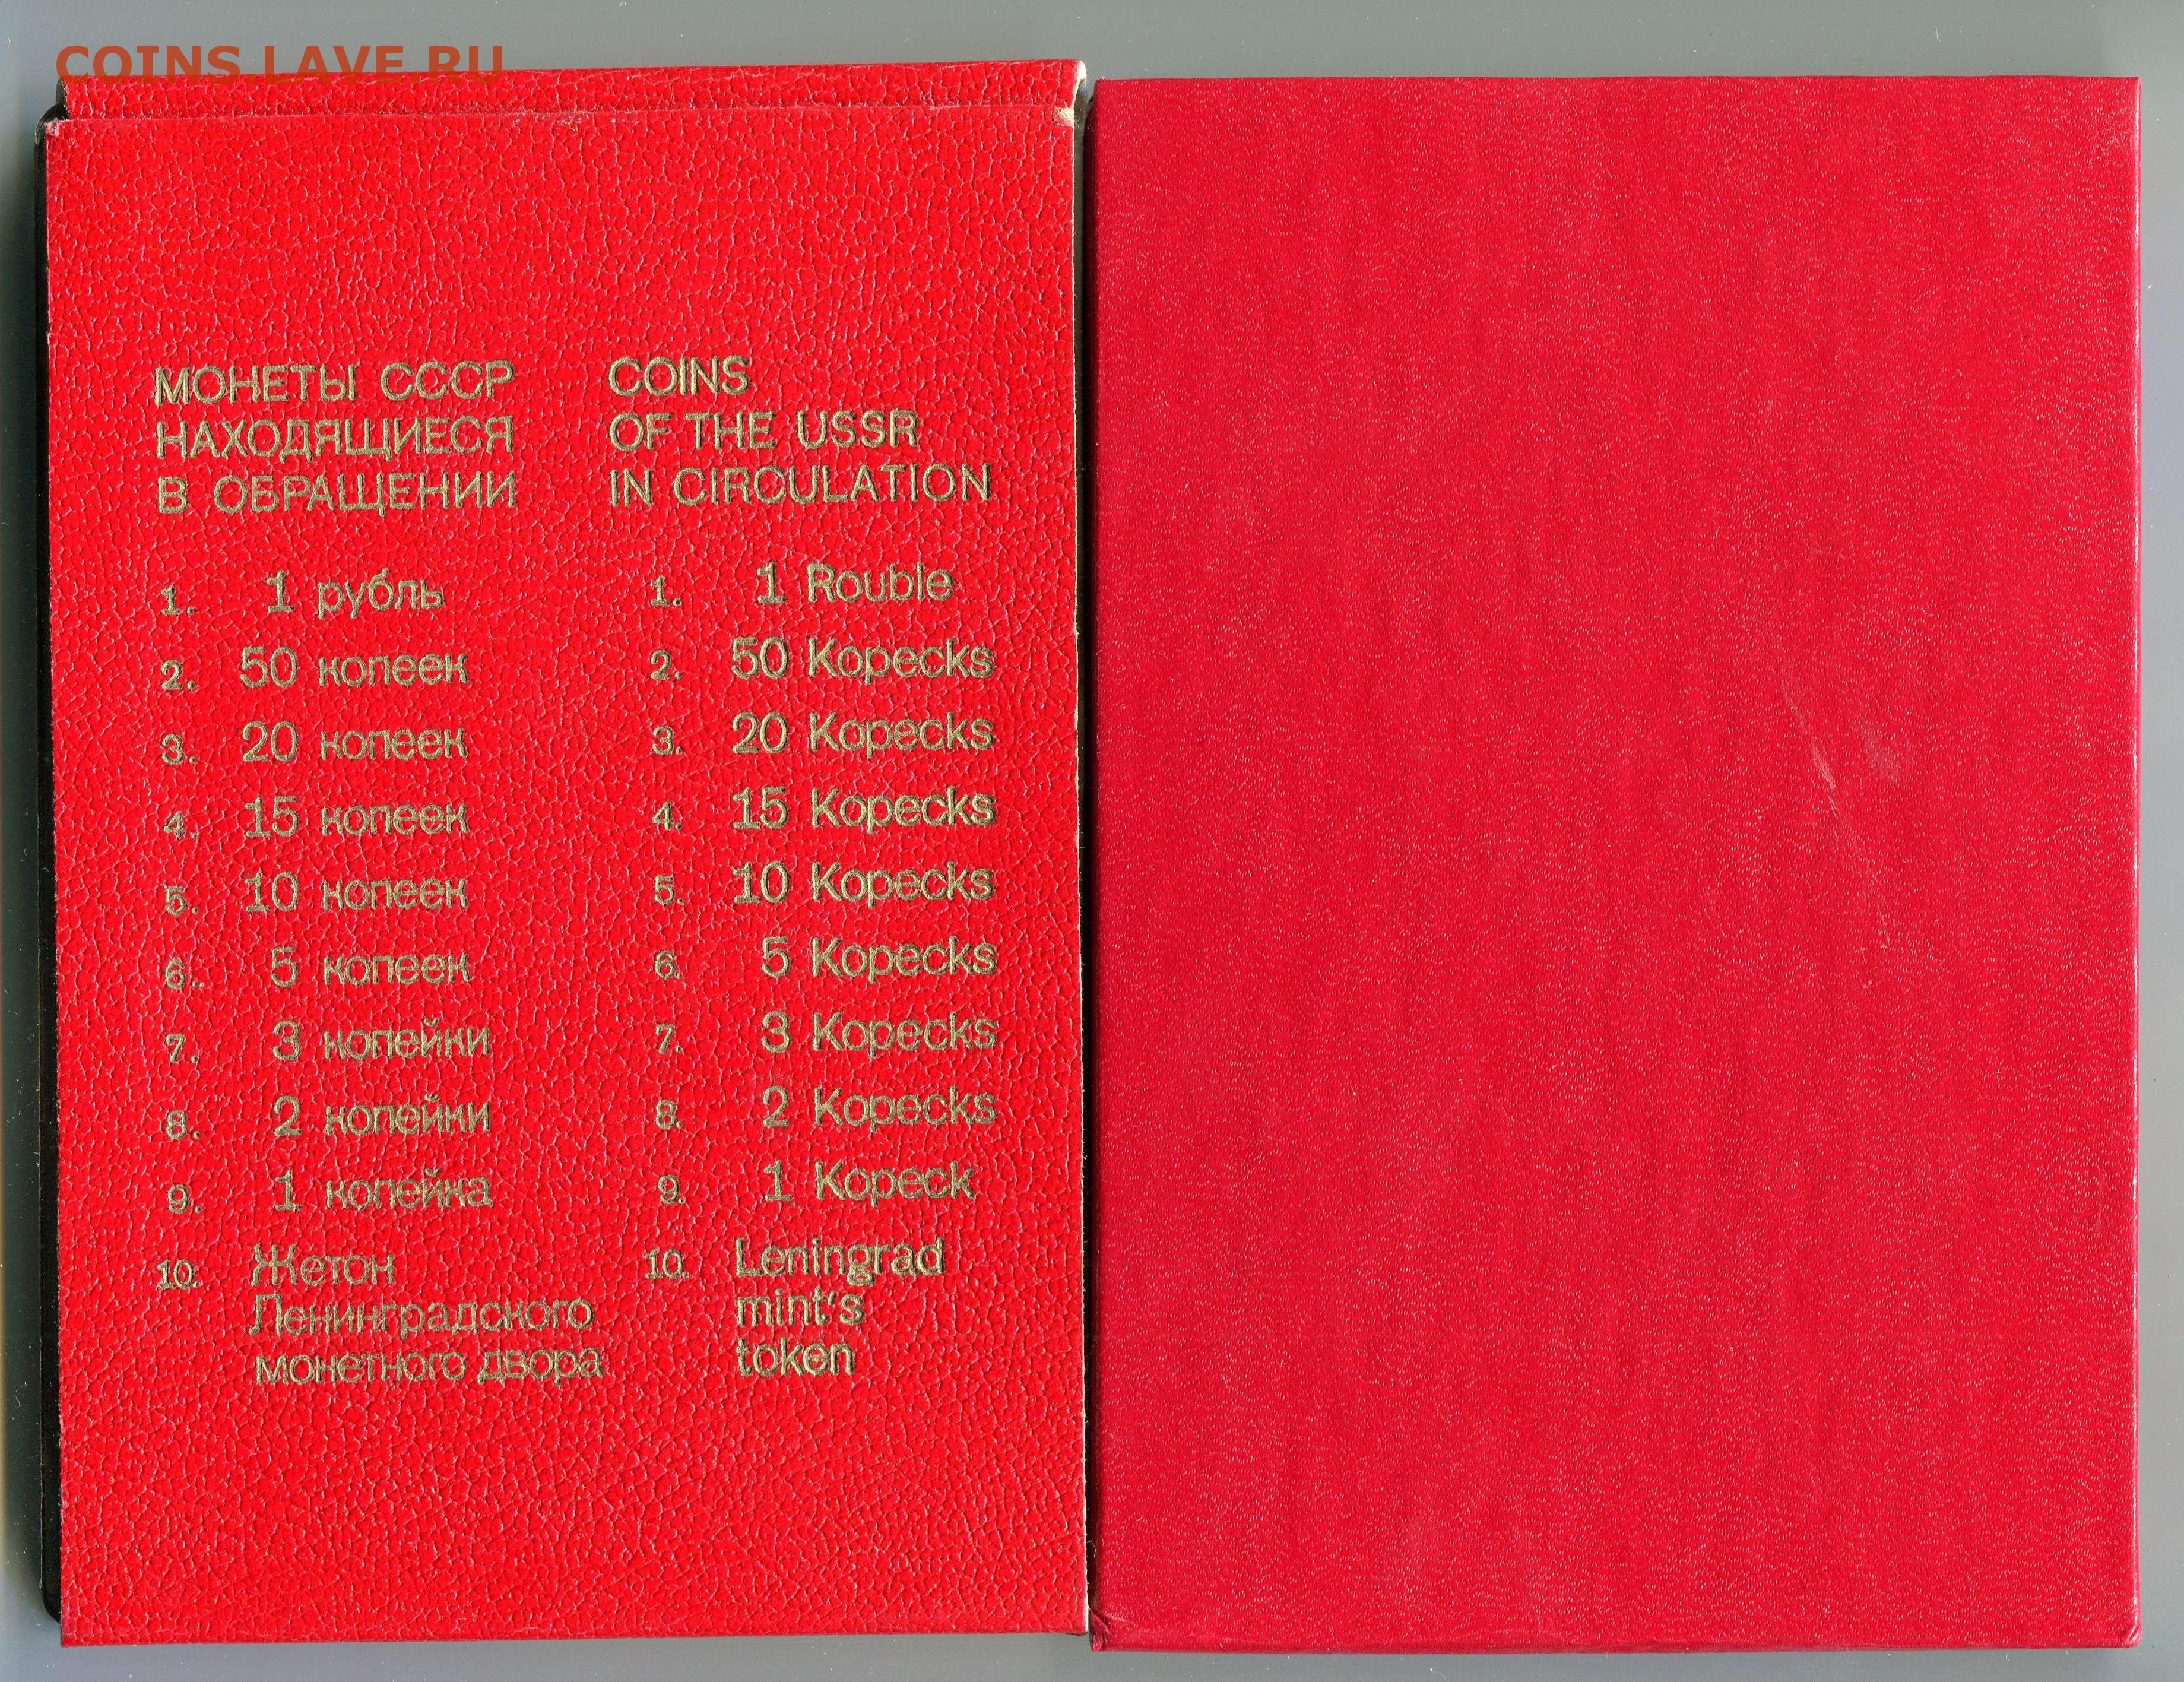 COINS.LAVE.RU
МОНЕТЫ СССР
НАХОДЯЩИЕСЯ
В ОБРАЩЕНИИ
1. 1 рубль
2. 50 копеек
3. 20 копеек
4. 15 копеек
5. 10 копеек
6. 5 копеек
7. 3 копейки
8. 2 копейки
9. 1 копейка
10. Жетон
Ленинградского
монетного двора
COINS
OF THE USSR
IN CIRCULATION
1. 1 Rouble
2. 50 Kopecks
3. 20 Kopecks
4. 15 Kopecks
5. 10 Kopecks
6. 5 Kopecks
7. 3 Kopecks
8. 2 Kopecks
9. 1 Kopeck
10. Leningrad
mint's
token